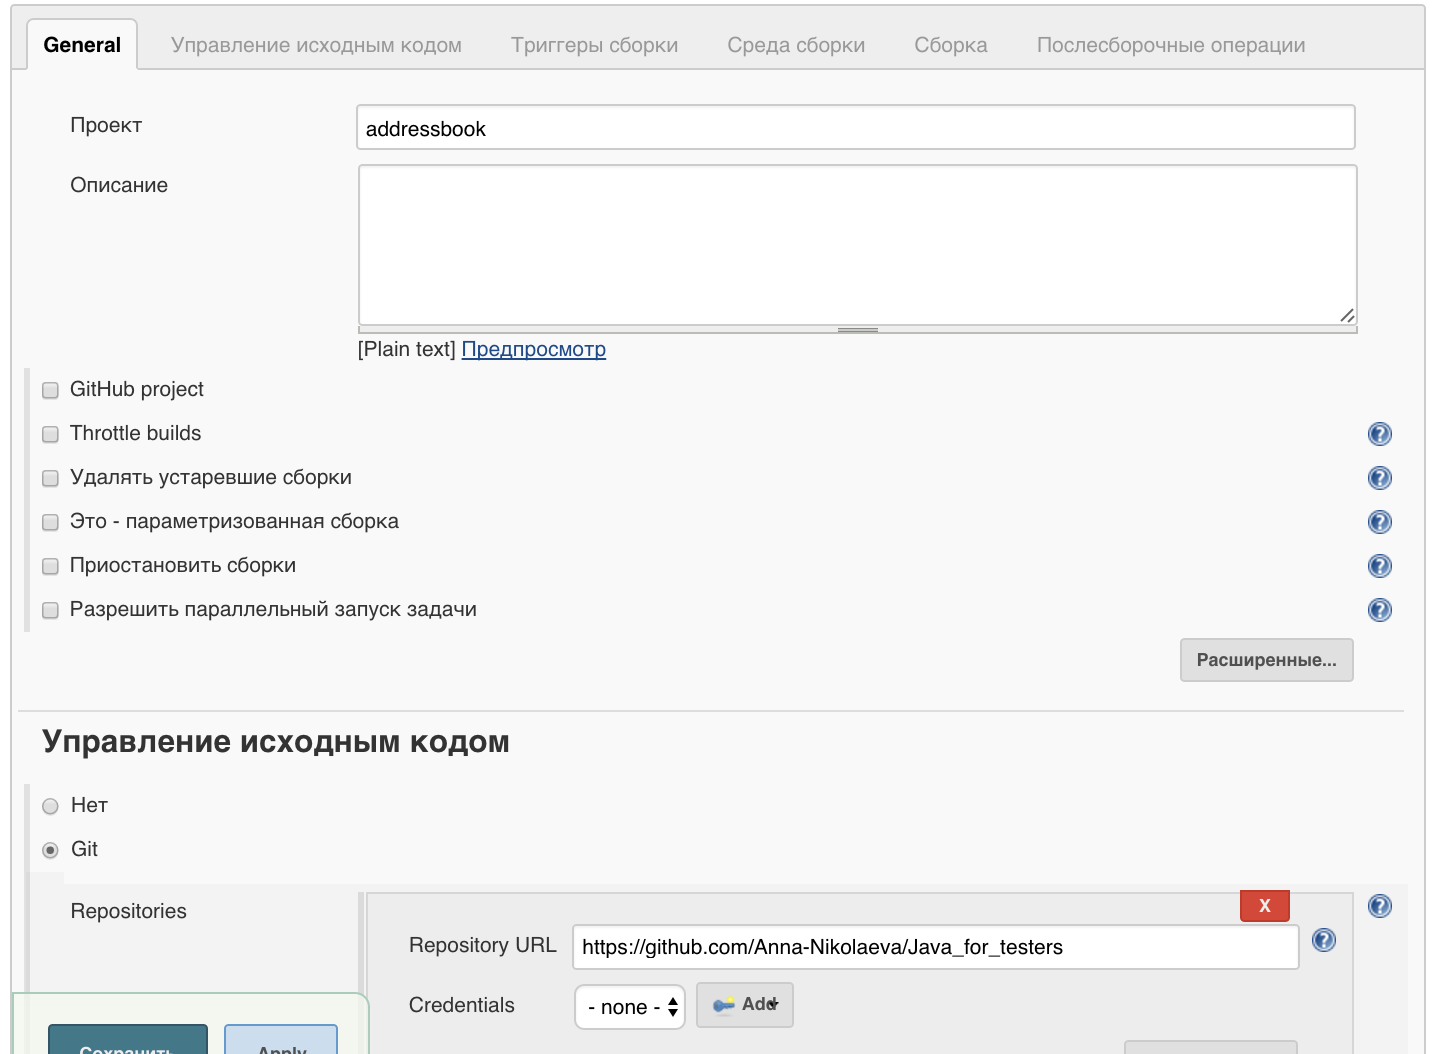 General Управление исходным кодом Триггеры сборки Среда сборки Сборка Послесборочные операции
Проект addressbook
Описание
[Plain text] Предпросмотр
GitHub project
Throttle builds
Удалять устаревшие сборки
Это - параметризованная сборка
Приостановить сборки
Разрешить параллельный запуск задачи
Расширенные...
Управление исходным кодом
Нет
Git
Repositories
X
Repository URL https://github.com/Anna-Nikolaeva/Java_for_testers
Credentials - none - Add
Сохранить Apply